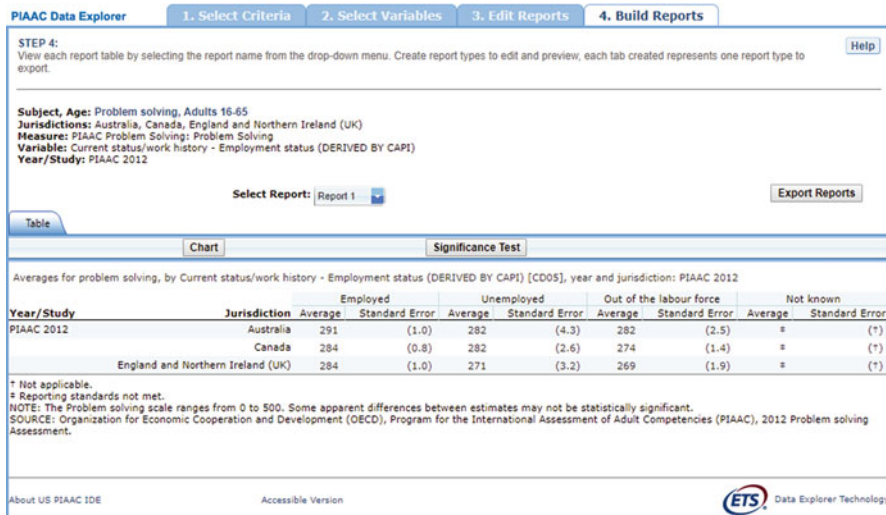 PIAAC Data Explorer 1. Select Criteria 2. Select Variables 3. Edit Reports 4. Build Reports
STEP 4:
View each report table by selecting the report name from the drop-down menu. Create report types to edit and preview, each tab created represents one report type to
export.
Help
Subject, Age: Problem solving, Adults 16-65
Jurisdictions: Australia, Canada, England and Northern Ireland (UK)
Measure: PIAAC Problem Solving: Problem Solving
Variable: Current status/work history - Employment status (DERIVED BY CAPI)
Year/Study: PIAAC 2012
Select Report: Report 1 Export Reports
Table
Chart Significance Test
Averages for problem solving, by Current status/work history - Employment status (DERIVED BY CAPI) [CD05], year and jurisdiction: PIAAC 2012
Employed Unemployed Out of the labour force Not known
Year/Study Jurisdiction Average Standard Error Average Standard Error Average Standard Error Average Standard Error
PIAAC 2012 Australia 291 (1.0) 282 (4.3) 282 (2.5) ‡ (†)
Canada 284 (0.8) 282 (2.6) 274 (1.4) ‡ (†)
England and Northern Ireland (UK) 284 (1.0) 271 (3.2) 269 (1.9) ‡ (†)
† Not applicable.
‡ Reporting standards not met.
NOTE: The Problem solving scale ranges from 0 to 500. Some apparent differences between estimates may not be statistically significant.
SOURCE: Organization for Economic Cooperation and Development (OECD), Program for the International Assessment of Adult Competencies (PIAAC), 2012 Problem solving
Assessment.
About US PIAAC IDE Accessible Version ETS Data Explorer Technology